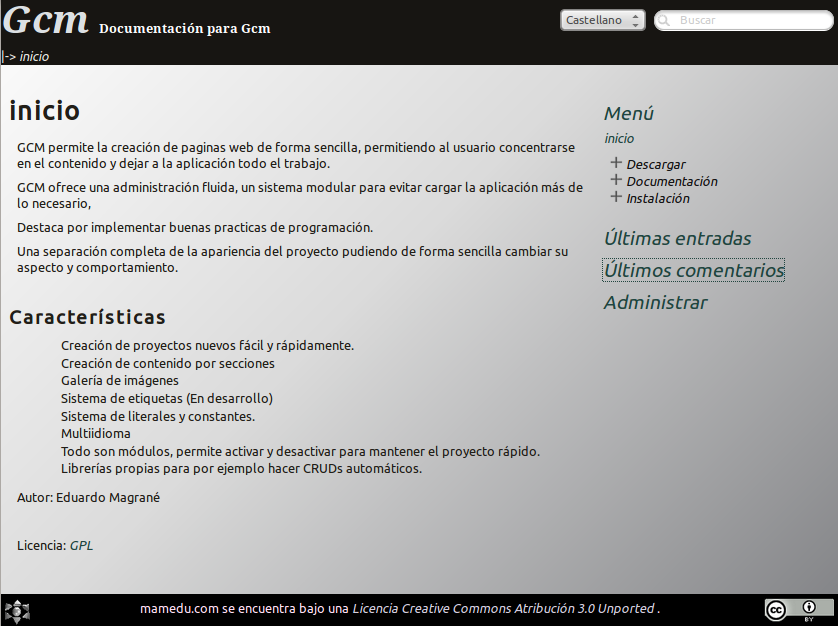 Gcm Documentación para Gcm
Castellano
Buscar
|-> inicio
inicio
GCM permite la creación de paginas web de forma sencilla, permitiendo al usuario concentrarse
en el contenido y dejar a la aplicación todo el trabajo.
GCM ofrece una administración fluida, un sistema modular para evitar cargar la aplicación más de
lo necesario,
Destaca por implementar buenas practicas de programación.
Una separación completa de la apariencia del proyecto pudiendo de forma sencilla cambiar su
aspecto y comportamiento.
Características
Creación de proyectos nuevos fácil y rápidamente.
Creación de contenido por secciones
Galería de imágenes
Sistema de etiquetas (En desarrollo)
Sistema de literales y constantes.
Multiidioma
Todo son módulos, permite activar y desactivar para mantener el proyecto rápido.
Librerías propias para por ejemplo hacer CRUDs automáticos.
Autor: Eduardo Magrané
Licencia: GPL
Menú
inicio
+ Descargar
+ Documentación
+ Instalación
Últimas entradas
Últimos comentarios
Administrar
mamedu.com se encuentra bajo una Licencia Creative Commons Atribución 3.0 Unported .
cc
BY